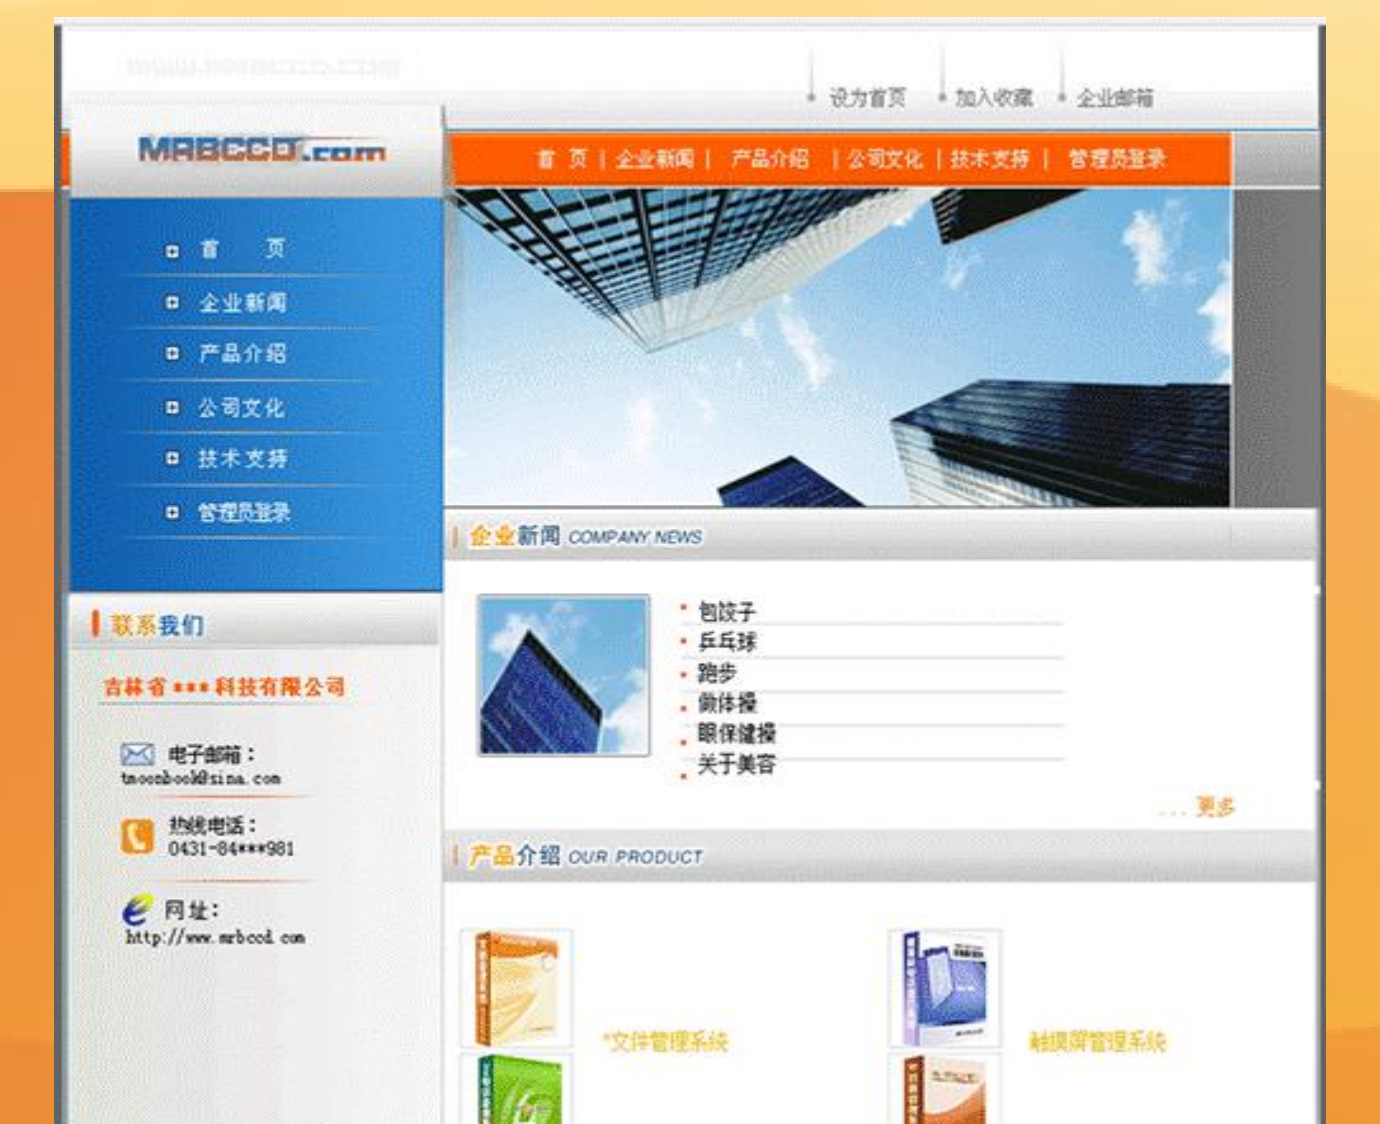 设为首页 加入收藏 企业邮箱
MRBCCD.com
首 页 | 企业新闻 | 产品介绍 | 公司文化 | 技术支持 | 管理员登录
首 页
企业新闻
产品介绍
公司文化
技术支持
管理员登录
企业新闻 COMPANY NEWS
包饺子
乒乓球
跑步
做体操
眼保健操
关于美容
... 更多
联系我们
吉林省***科技有限公司
电子邮箱：
tmoonbook@sina.com
热线电话：
0431-84***981
网址：
http://www.mrbccd.com
产品介绍 OUR PRODUCT
*文件管理系统
触摸屏管理系统